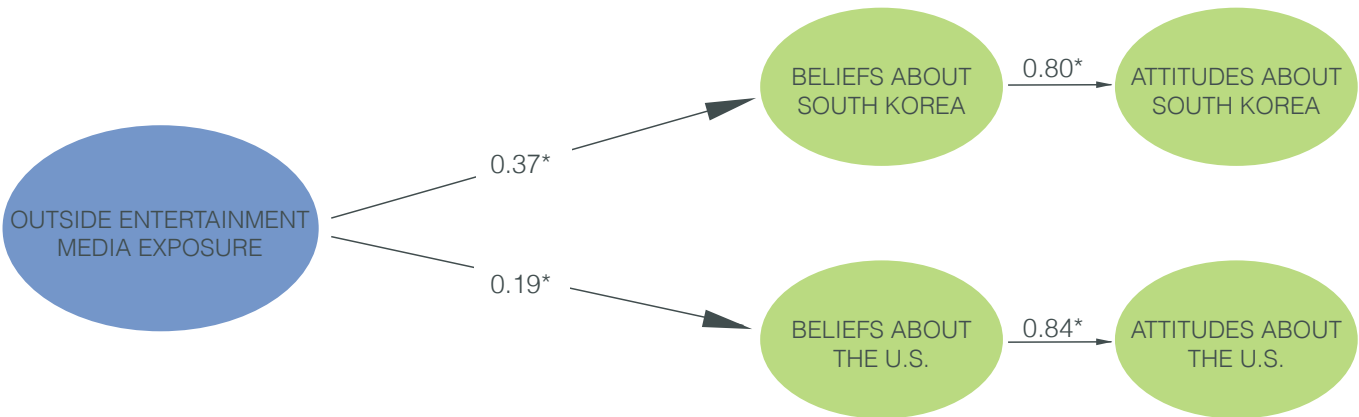 OUTSIDE ENTERTAINMENT
MEDIA EXPOSURE
0.37*
0.19*
BELIEFS ABOUT
SOUTH KOREA
0.80*
ATTITUDES ABOUT
SOUTH KOREA
BELIEFS ABOUT
THE U.S.
0.84*
ATTITUDES ABOUT
THE U.S.